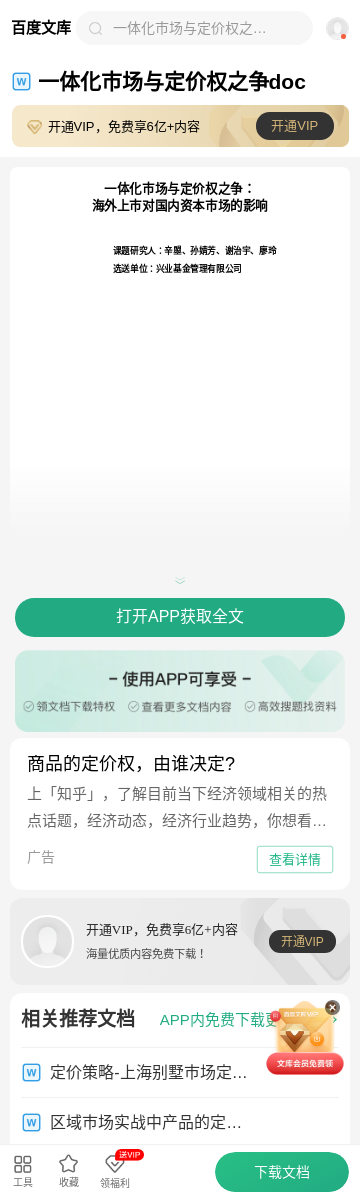 百度文库
一体化市场与定价权之…
一体化市场与定价权之争doc
开通VIP，免费享6亿+内容
开通VIP
一体化市场与定价权之争：
海外上市对国内资本市场的影响
课题研究人：辛曌、孙婧芳、谢治宇、廖玲
选送单位：兴业基金管理有限公司
打开APP获取全文
使用APP可享受
领文档下载特权
查看更多文档内容
高效搜题找资料
商品的定价权，由谁决定?
上「知乎」，了解目前当下经济领域相关的热
点话题，经济动态，经济行业趋势，你想看…
广告
查看详情
开通VIP，免费享6亿+内容
海量优质内容免费下载！
开通VIP
相关推荐文档
APP内免费下载更
文库会员免费领
定价策略-上海别墅市场定…
区域市场实战中产品的定…
工具
收藏
送VIP
领福利
下载文档